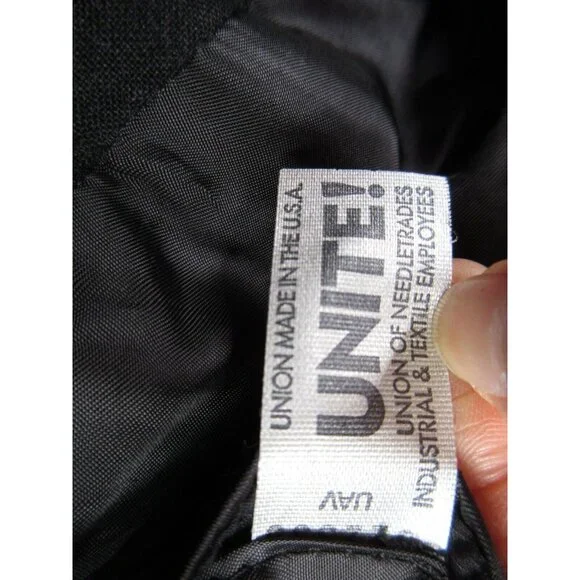 UNION MADE IN THE U.S.A.
UNITE!
UNION OF NEEDLETRADES
INDUSTRIAL & TEXTILE EMPLOYEES
UAV